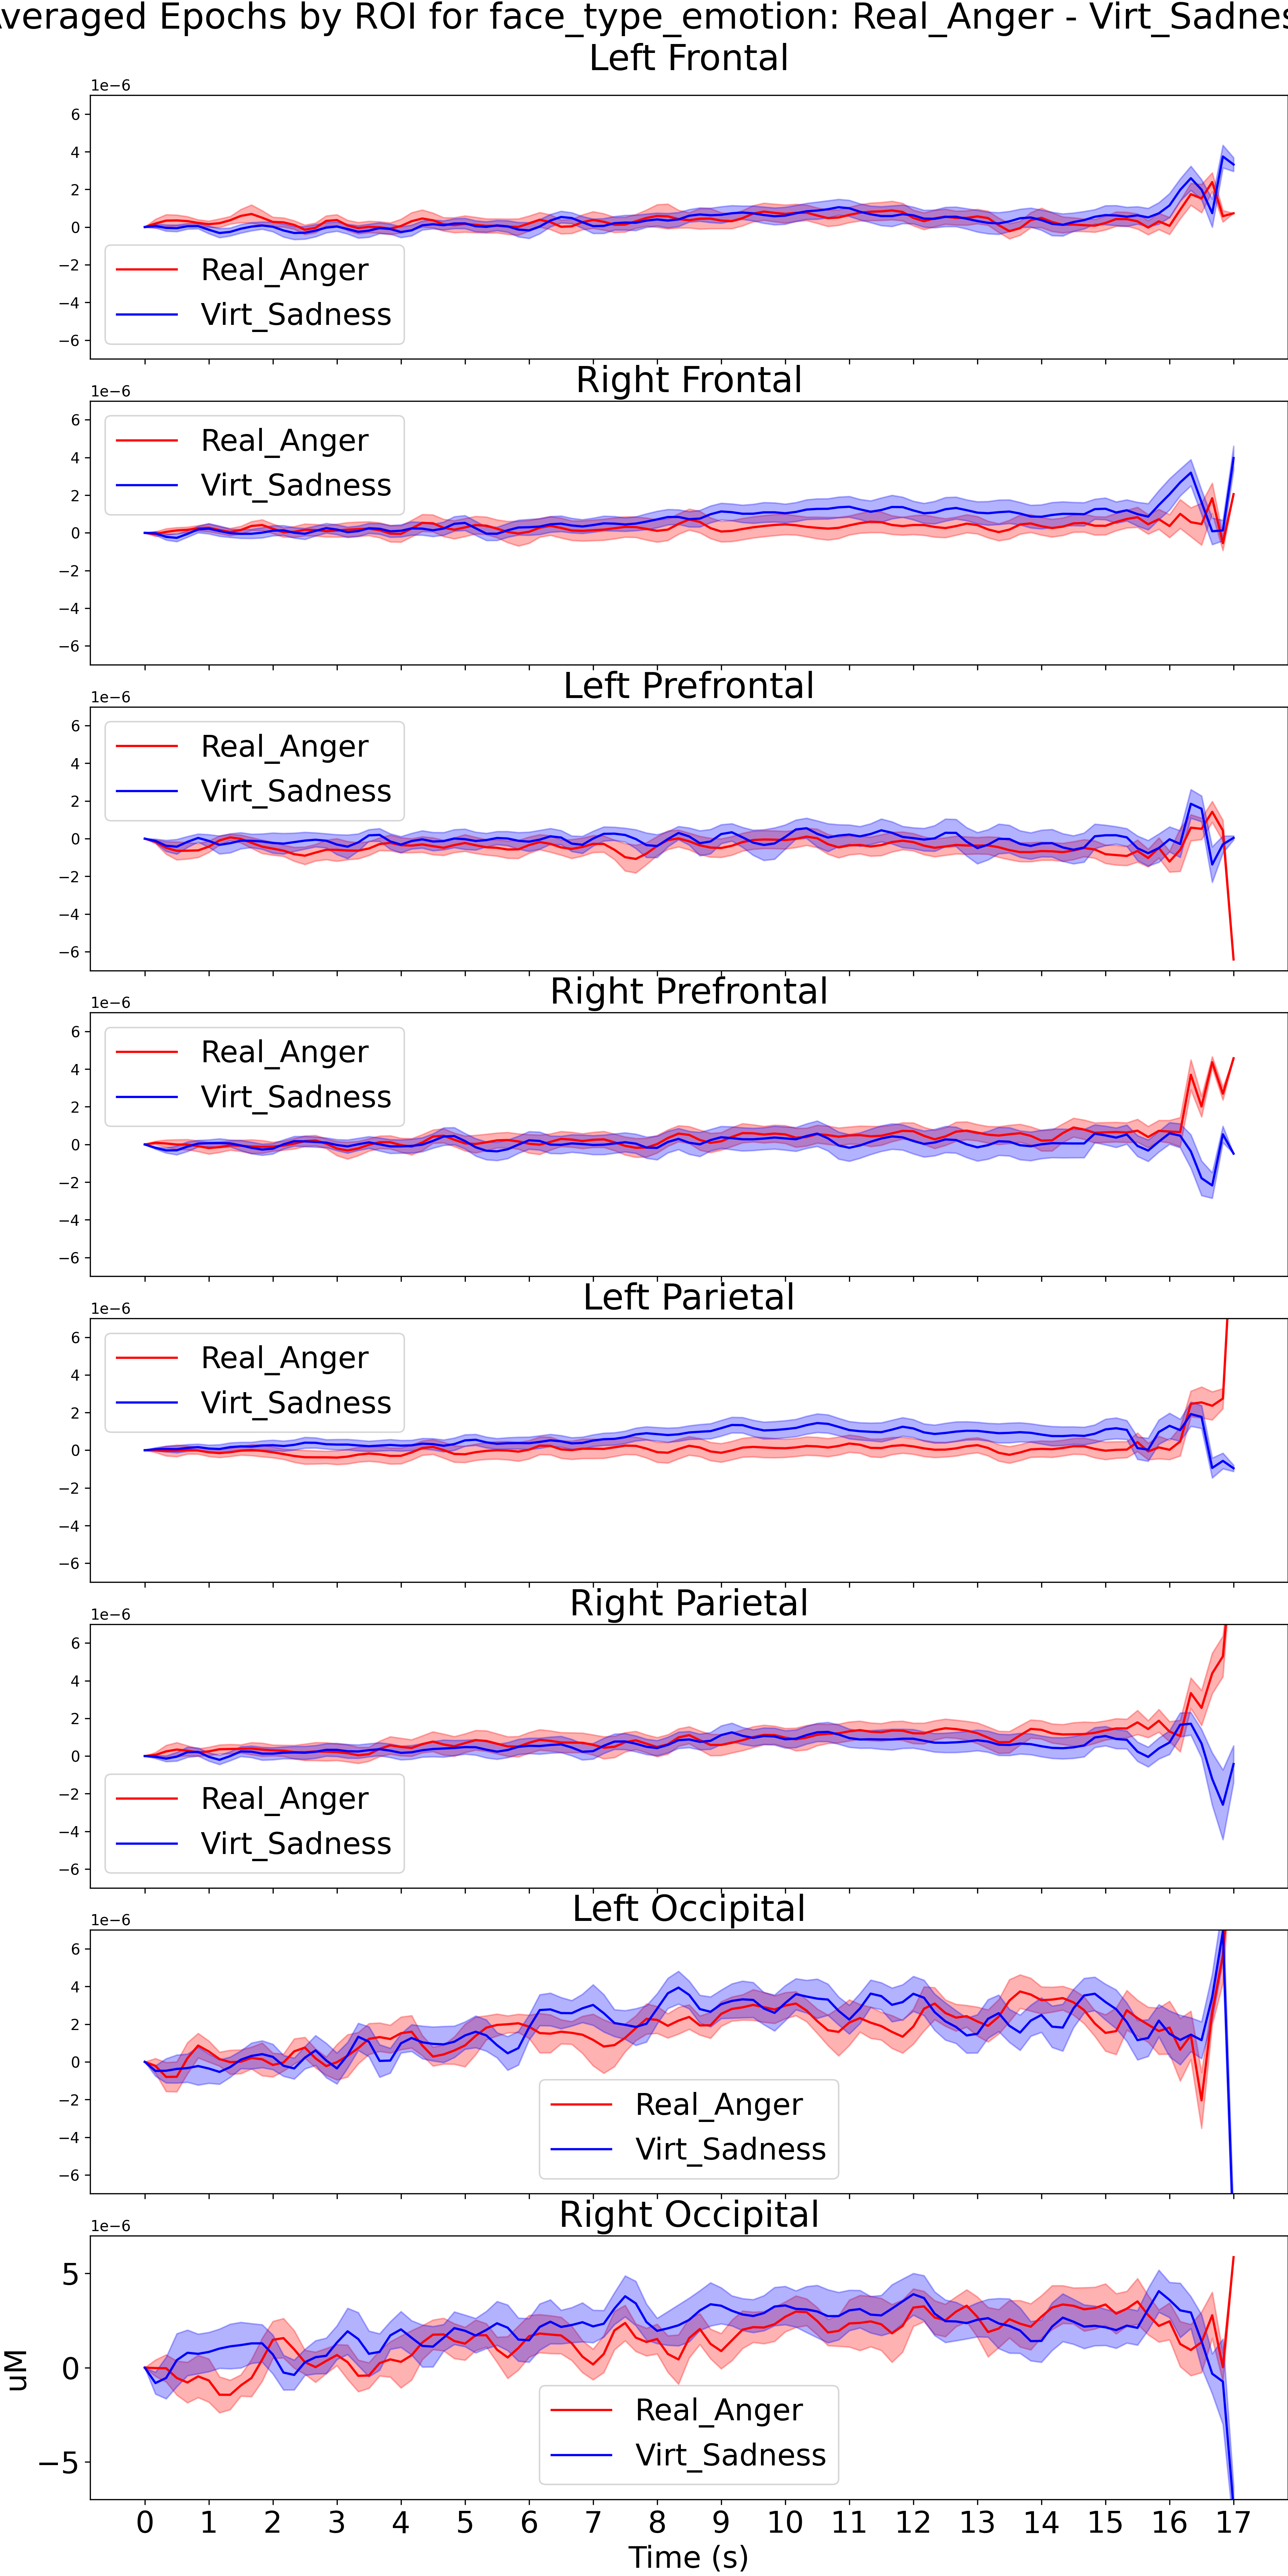 veraged Epochs by ROI for face_type_emotion: Real_Anger - Virt_Sadnes
Left Frontal
1e−6
6
4
2
0
−2
−4
−6
Real_Anger
Virt_Sadness
Right Frontal
1e−6
6
4
2
0
−2
−4
−6
Real_Anger
Virt_Sadness
Left Prefrontal
1e−6
6
4
2
0
−2
−4
−6
Real_Anger
Virt_Sadness
Right Prefrontal
1e−6
6
4
2
0
−2
−4
−6
Real_Anger
Virt_Sadness
Left Parietal
1e−6
6
4
2
0
−2
−4
−6
Real_Anger
Virt_Sadness
Right Parietal
1e−6
6
4
2
0
−2
−4
−6
Real_Anger
Virt_Sadness
Left Occipital
1e−6
6
4
2
0
−2
−4
−6
Real_Anger
Virt_Sadness
Right Occipital
1e−6
5
0
−5
uM
Real_Anger
Virt_Sadness
0 1 2 3 4 5 6 7 8 9 10 11 12 13 14 15 16 17
Time (s)